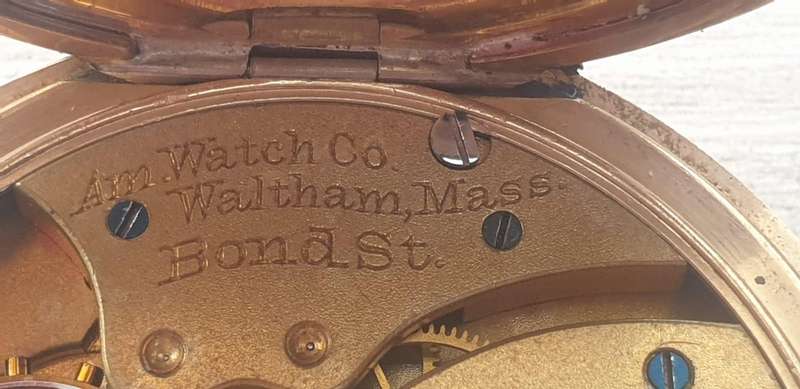 Am. Watch Co.
Waltham, Mass.
Bond St.